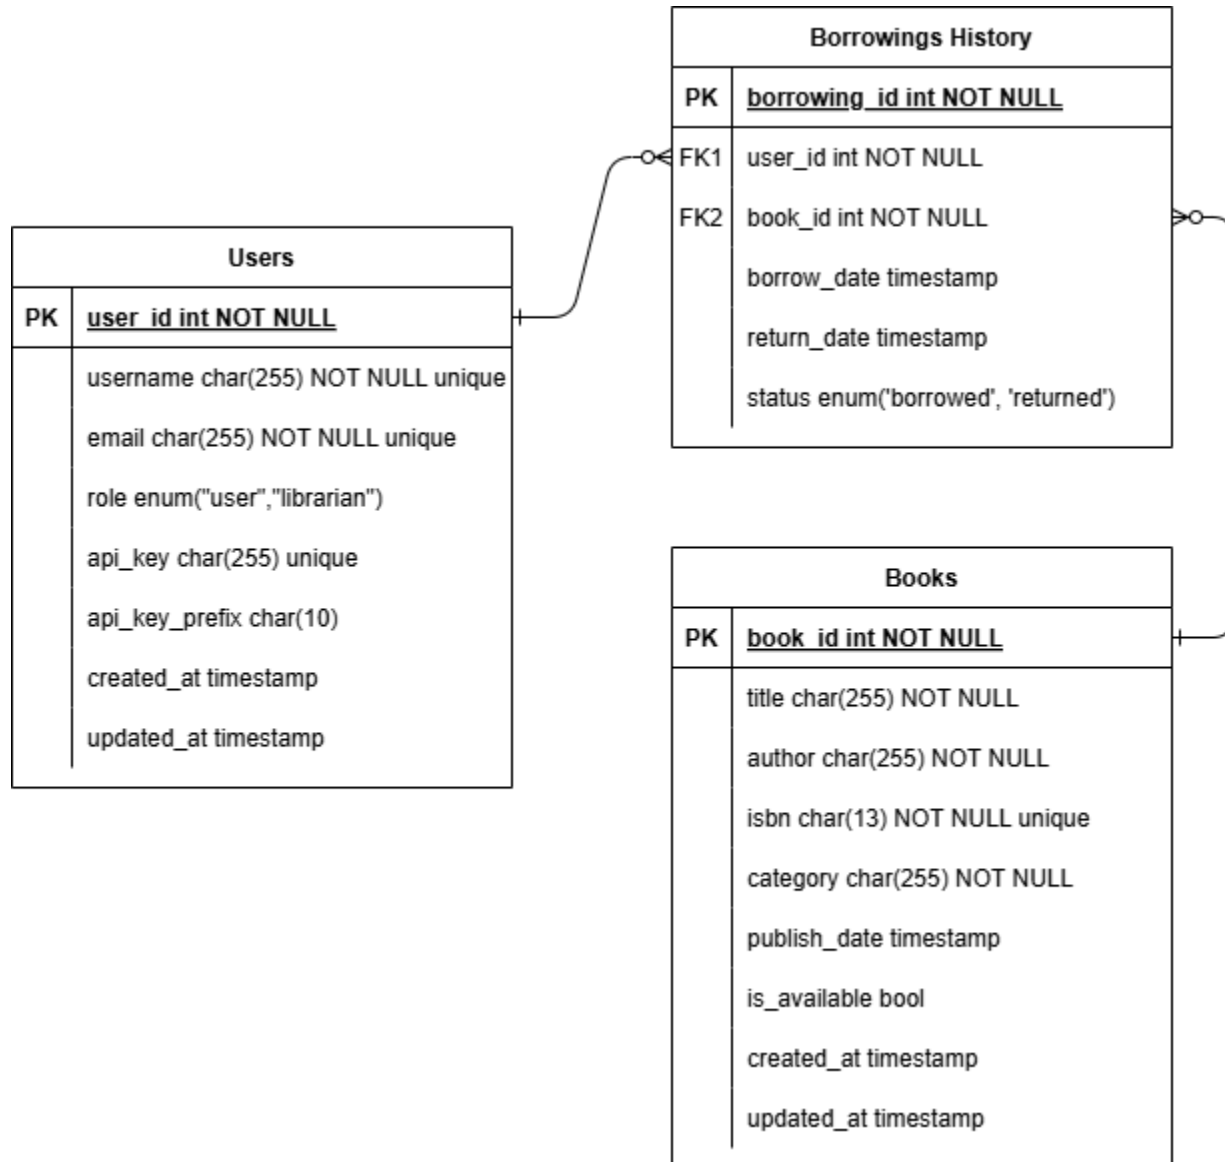 Borrowings History
PK borrowing_id int NOT NULL
FK1 user_id int NOT NULL
FK2 book_id int NOT NULL
borrow_date timestamp
return_date timestamp
status enum('borrowed', 'returned')
Users
PK user_id int NOT NULL
username char(255) NOT NULL unique
email char(255) NOT NULL unique
role enum("user","librarian")
api_key char(255) unique
api_key_prefix char(10)
created_at timestamp
updated_at timestamp
Books
PK book_id int NOT NULL
title char(255) NOT NULL
author char(255) NOT NULL
isbn char(13) NOT NULL unique
category char(255) NOT NULL
publish_date timestamp
is_available bool
created_at timestamp
updated_at timestamp